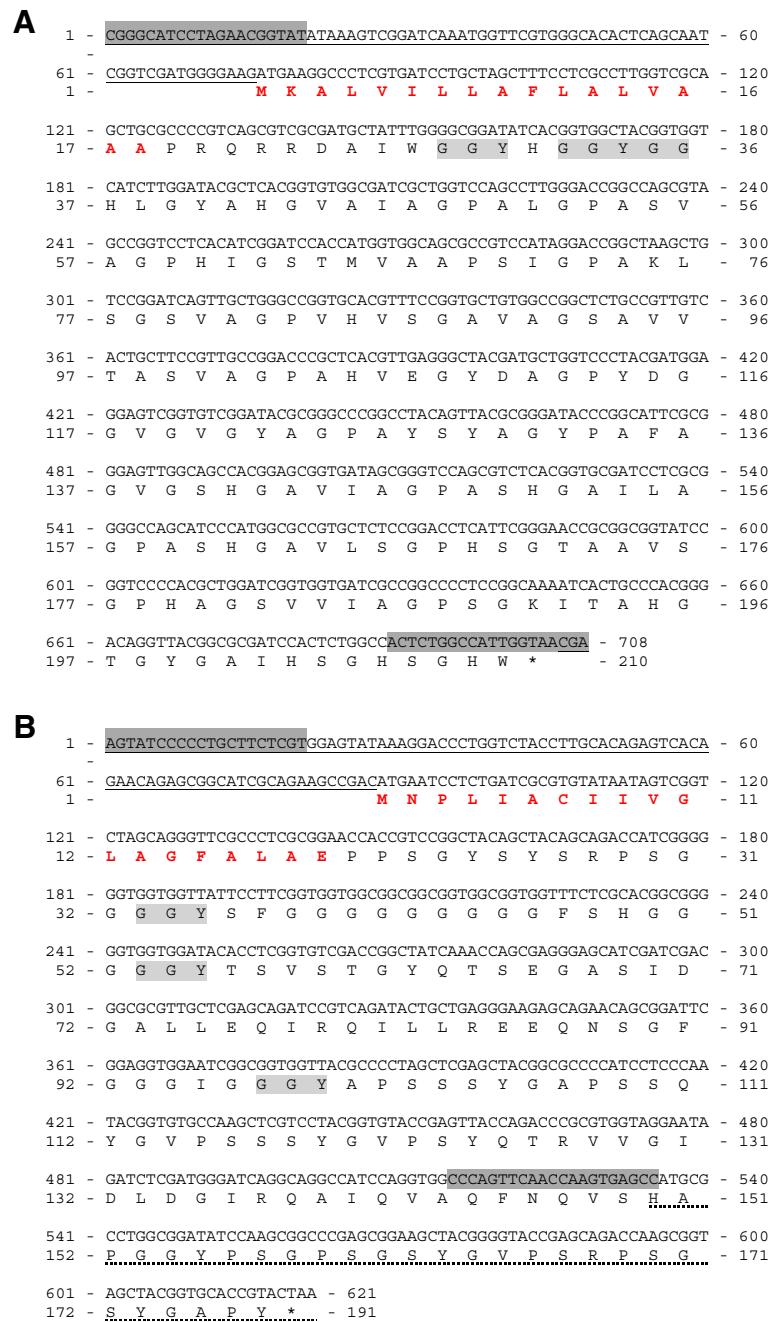 A
1 - CGGGCATCCTAGAACGGTATATAAAGTCGGATCAAATGGTTCGTGGGCACACTCAGCAAT - 60
-
61 - CGGTCGATGGGGAAGATGAAGGCCCTCGTGATCCTGCTAGCTTTCCTCGCCTTGGTCGCA - 120
1 - M K A L V I L L A F L A L V A - 16
121 - GCTGCGCCCCGTCAGCGTCGCGATGCTATTTGGGGCGGATATCACGGTGGCTACGGTGGT - 180
17 - A A P R Q R R D A I W G G Y H G G Y G G - 36
181 - CATCTTGGATACGCTCACGGTGTGGCGATCGCTGGTCCAGCCTTGGGACCGGCCAGCGTA - 240
37 - H L G Y A H G V A I A G P A L G P A S V - 56
241 - GCCGGTCCTCACATCGGATCCACCATGGTGGCAGCGCCGTCCATAGGACCGGCTAAGCTG - 300
57 - A G P H I G S T M V A A P S I G P A K L - 76
301 - TCCGGATCAGTTGCTGGGCCGGTGCACGTTTCCGGTGCTGTGGCCGGCTCTGCCGTTGTC - 360
77 - S G S V A G P V H V S G A V A G S A V V - 96
361 - ACTGCTTCCGTTGCCGGACCCGCTCACGTTGAGGGCTACGATGCTGGTCCCTACGATGGA - 420
97 - T A S V A G P A H V E G Y D A G P Y D G - 116
421 - GGAGTCGGTGTCGGATACGCGGGCCCGGCCTACAGTTACGCGGGATACCCGGCATTCGCG - 480
117 - G V G V G Y A G P A Y S Y A G Y P A F A - 136
481 - GGAGTTGGCAGCCACGGAGCGGTGATAGCGGGTCCAGCGTCTCACGGTGCGATCCTCGCG - 540
137 - G V G S H G A V I A G P A S H G A I L A - 156
541 - GGGCCAGCATCCCATGGCGCCGTGCTCTCCGGACCTCATTCGGGAACCGCGGCGGTATCC - 600
157 - G P A S H G A V L S G P H S G T A A V S - 176
601 - GGTCCCCACGCTGGATCGGTGGTGATCGCCGGCCCCTCCGGCAAAATCACTGCCCACGGG - 660
177 - G P H A G S V V I A G P S G K I T A H G - 196
661 - ACAGGTTACGGCGCGATCCACTCTGGCCACTCTGGCCATTGGTAACGA - 708
197 - T G Y G A I H S G H S G H W * - 210
B
1 - AGTATCCCCCTGCTTCTCGTGGAGTATAAAGGACCCTGGTCTACCTTGCACAGAGTCACA - 60
-
61 - GAACAGAGCGGCATCGCAGAAGCCGACATGAATCCTCTGATCGCGTGTATAATAGTCGGT - 120
1 - M N P L I A C I I V G - 11
121 - CTAGCAGGGTTCGCCCTCGCGGAACCACCGTCCGGCTACAGCTACAGCAGACCATCGGGG - 180
12 - L A G F A L A E P P S G Y S Y S R P S G - 31
181 - GGTGGTGGTTATTCCTTCGGTGGTGGCGGCGGCGGTGGCGGTGGTTTCTCGCACGGCGGG - 240
32 - G G G Y S F G G G G G G G G F S H G G - 51
241 - GGTGGTGGATACACCTCGGTGTCGACCGGCTATCAAACCAGCGAGGGAGCATCGATCGAC - 300
52 - G G G Y T S V S T G Y Q T S E G A S I D - 71
301 - GGCGCGTTGCTCGAGCAGATCCGTCAGATACTGCTGAGGGAAGAGCAGAACAGCGGATTC - 360
72 - G A L L E Q I R Q I L L R E E Q N S G F - 91
361 - GGAGGTGGAATCGGCGGTGGTTACGCCCCTAGCTCGAGCTACGGCGCCCCATCCTCCCAA - 420
92 - G G G I G G G Y A P S S S Y G A P S S Q - 111
421 - TACGGTGTGCCAAGCTCGTCCTACGGTGTACCGAGTTACCAGACCCGCGTGGTAGGAATA - 480
112 - Y G V P S S S Y G V P S Y Q T R V V G I - 131
481 - GATCTCGATGGGATCAGGCAGGCCATCCAGGTGGCCCAGTTCAACCAAGTGAGCCATGCG - 540
132 - D L D G I R Q A I Q V A Q F N Q V S H A - 151
541 - CCTGGCGGATATCCAAGCGGCCCGAGCGGAAGCTACGGGGTACCGAGCAGACCAAGCGGT - 600
152 - P G G Y P S G P S G S Y G V P S R P S G - 171
601 - AGCTACGGTGCACCGTACTAA - 621
172 - S Y G A P Y * - 191